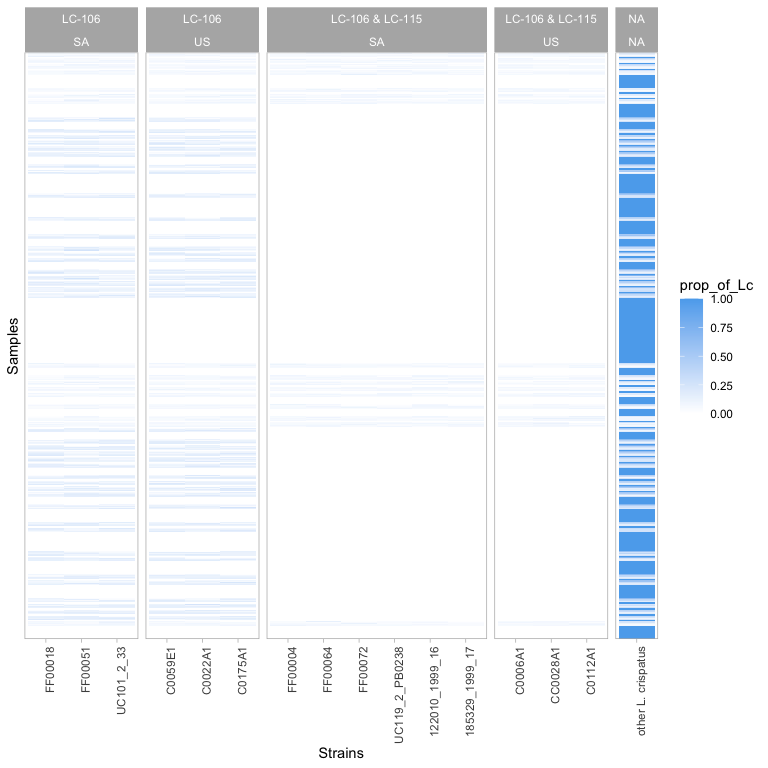 LC-106
LC-106
LC-106 & LC-115
LC-106 & LC-115
NA
SA
US
SA
US
NA
Samples
prop_of_Lc
1.00
0.75
0.50
0.25
0.00
FF00018
FF00051
UC101_2_33
C0059E1
C0022A1
C0175A1
FF00004
FF00064
FF00072
UC119_2_PB0238
122010_1999_16
185329_1999_17
C0006A1
CC0028A1
C0112A1
other L. crispatus
Strains